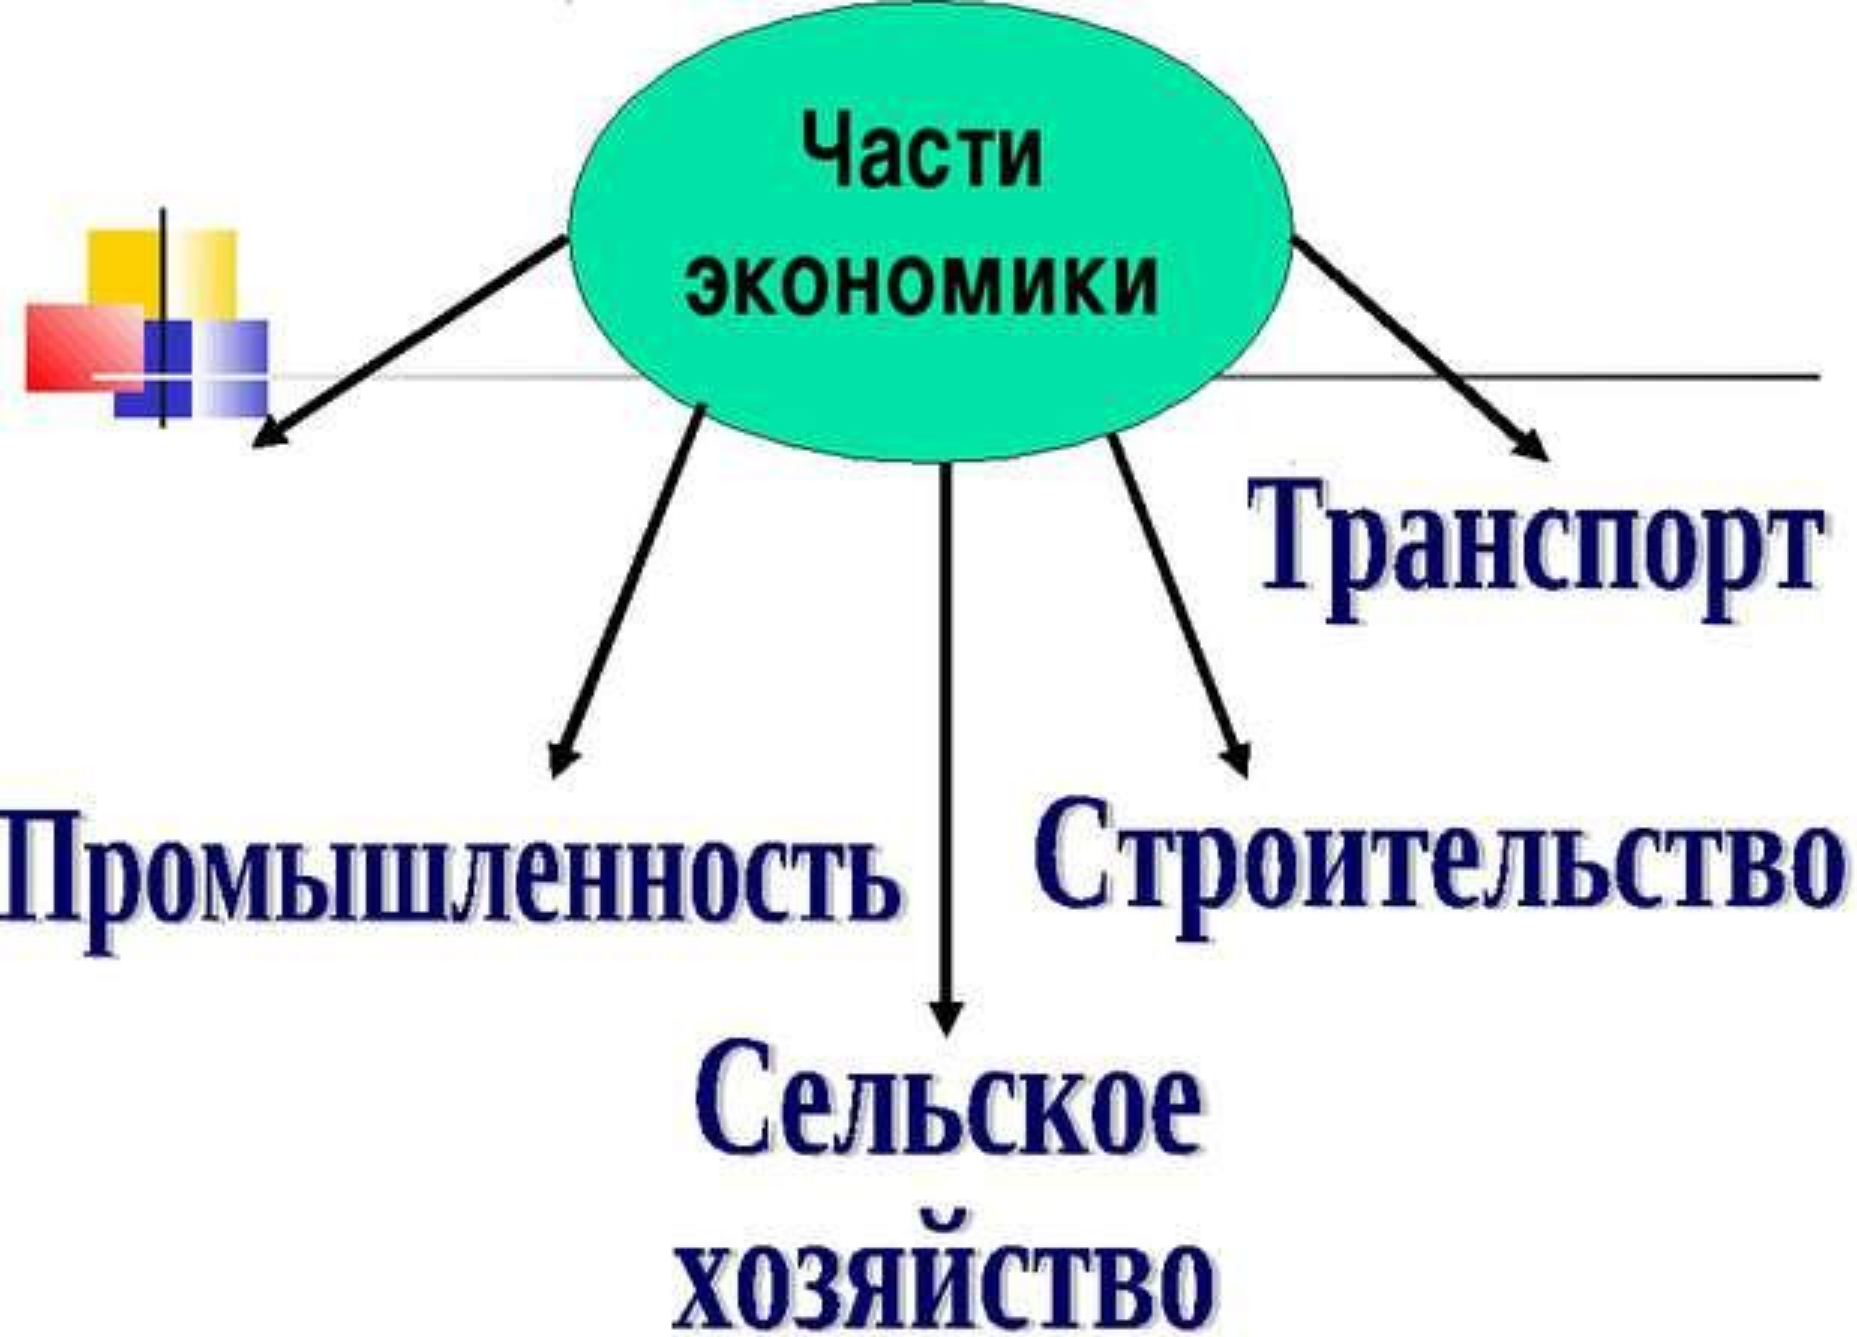 Части
экономики
Транспорт
Промышленность
Строительство
Сельское
хозяйство